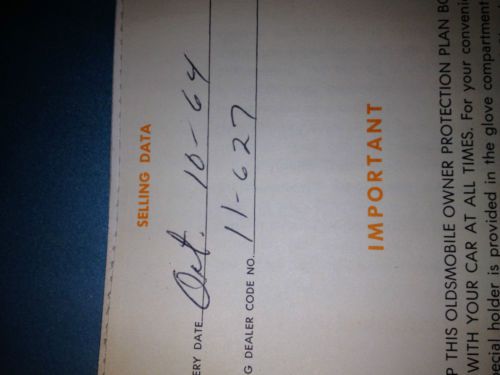 SELLING DATA
ERY DATE Oct. 10-64
G DEALER CODE NO. 11-627
IMPORTANT
P THIS OLDSMOBILE OWNER PROTECTION PLAN BO
WITH YOUR CAR AT ALL TIMES. For your conveni
ecial holder is provided in the glove compartment